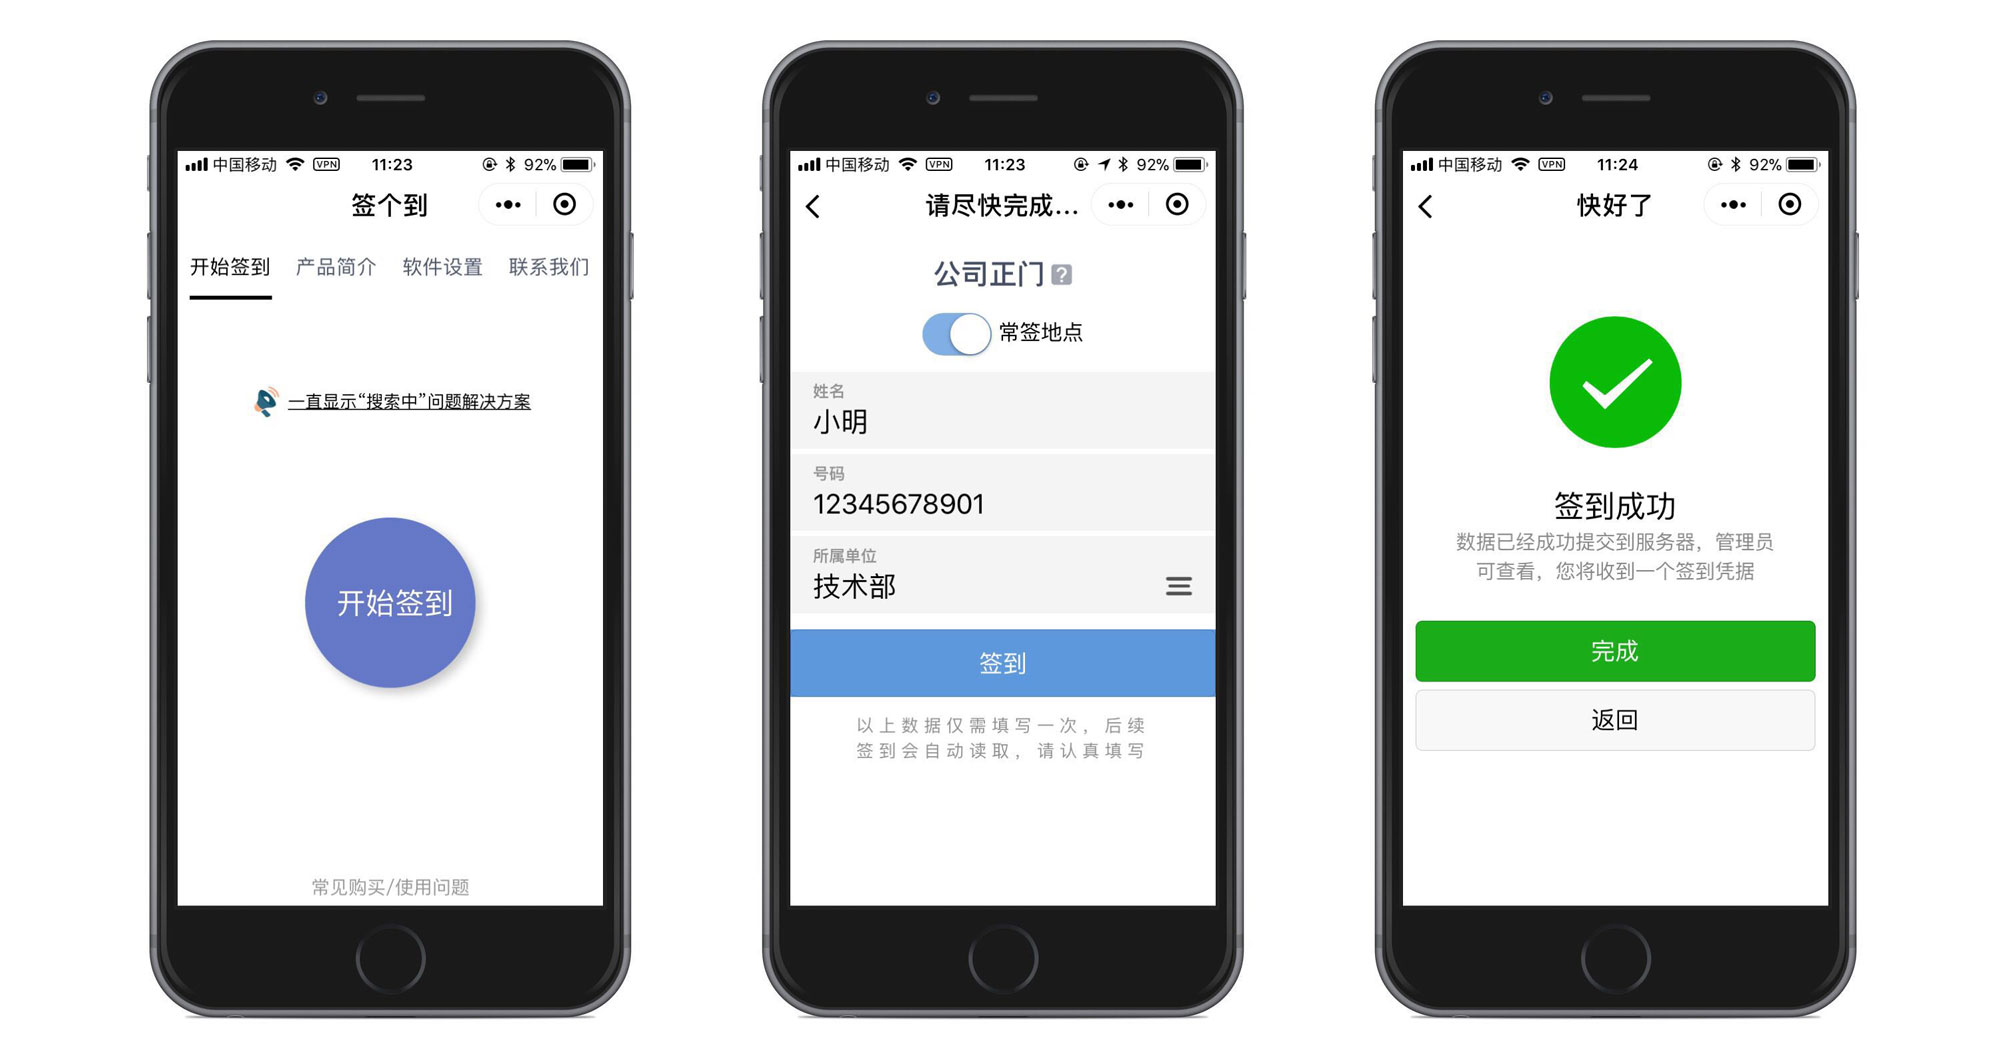 中国移动 VPN 11:23 92%
签个到
开始签到 产品简介 软件设置 联系我们
一直显示“搜索中”问题解决方案
开始签到
常见购买/使用问题
中国移动 VPN 11:23 92%
请尽快完成...
公司正门 ?
常签地点
姓名
小明
号码
12345678901
所属单位
技术部
签到
以上数据仅需填写一次，后续
签到会自动读取，请认真填写
中国移动 VPN 11:24 92%
快好了
签到成功
数据已经成功提交到服务器，管理员
可查看，您将收到一个签到凭据
完成
返回